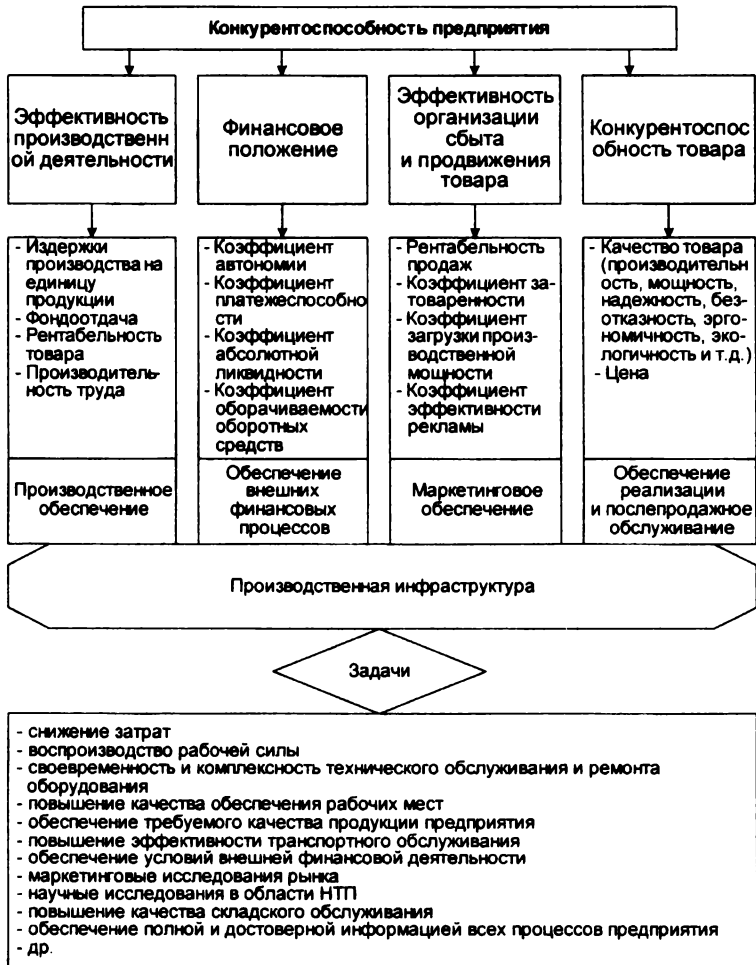 Конкурентоспособность предприятия
Эффективность
производственн
ой деятельности
Финансовое
положение
Эффективность
организации
сбыта
и продвижения
товара
Конкурентоспос
обность товара
- Издержки
производства на
единицу
продукции
- Фондоотдача
- Рентабельность
товара
- Производитель-
ность труда
- Коэффициент
автономии
- Коэффициент
платежеспособно
сти
- Коэффициент
абсолютной
ликвидности
- Коэффициент
оборачиваемости
оборотных
средств
- Рентабельность
продаж
- Коэффициент за-
товаренности
- Коэффициент
загрузки произ-
водственной
мощности
- Коэффициент
эффективности
рекламы
- Качество товара
(производительн
ость, мощность,
надежность, без-
отказность, эрго-
номичность, эко-
логичность и т.д.)
- Цена
Производственное
обеспечение
Обеспечение
внешних
финансовых
процессов
Маркетинговое
обеспечение
Обеспечение
реализации
и послепродажное
обслуживание
Производственная инфраструктура
Задачи
- снижение затрат
- воспроизводство рабочей силы
- своевременность и комплексность технического обслуживания и ремонта
оборудования
- повышение качества обеспечения рабочих мест
- обеспечение требуемого качества продукции предприятия
- повышение эффективности транспортного обслуживания
- обеспечение условий внешней финансовой деятельности
- маркетинговые исследования рынка
- научные исследования в области НТП
- повышение качества складского обслуживания
- обеспечение полной и достоверной информацией всех процессов предприятия
- др.